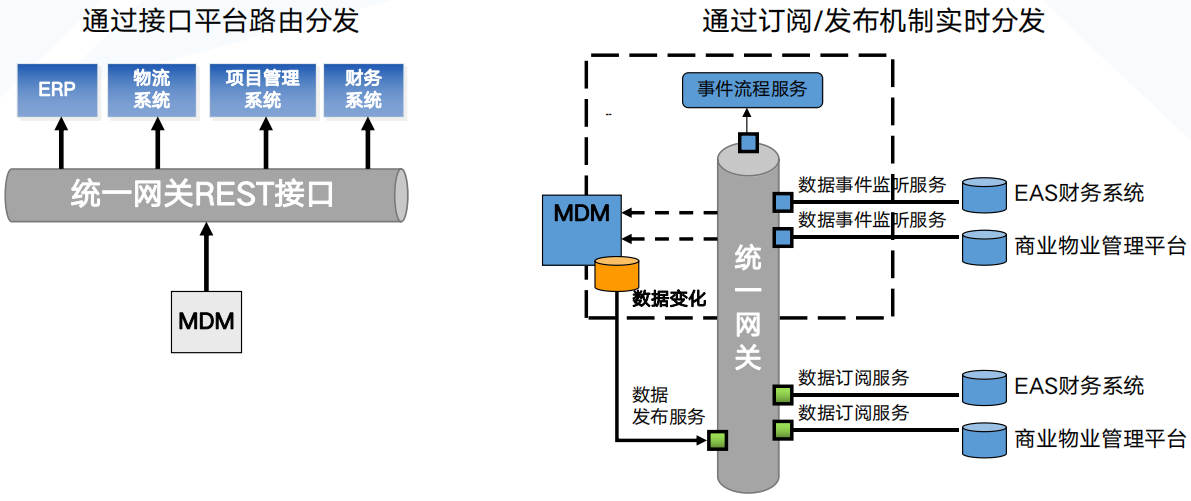 通过接口平台路由分发
ERP
物流
系统
项目管理
系统
财务
系统
统一网关REST接口
MDM
通过订阅/发布机制实时分发
事件流程服务
--
MDM
数据变化
统一网关
数据事件监听服务
EAS财务系统
数据事件监听服务
商业物业管理平台
数据
发布服务
数据订阅服务
EAS财务系统
数据订阅服务
商业物业管理平台